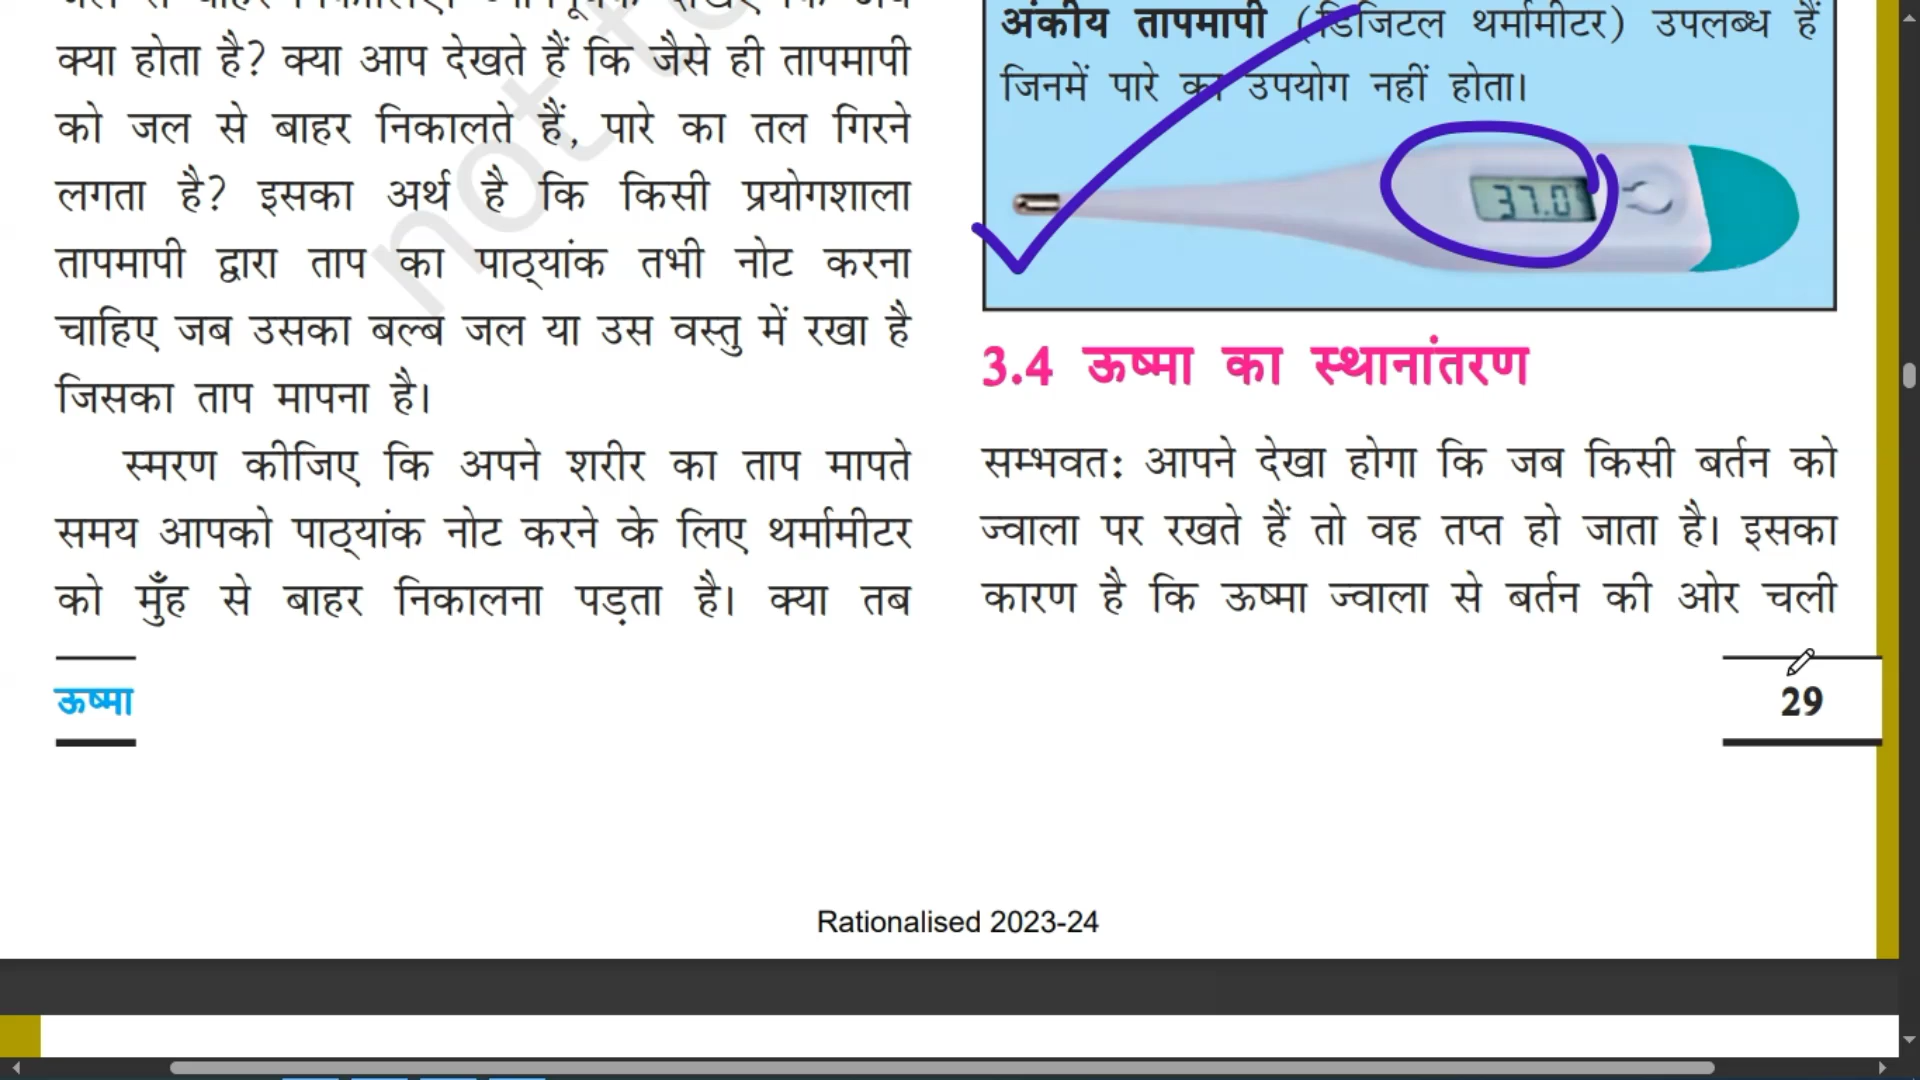 क्या होता है? क्या आप देखते हैं कि जैसे ही तापमापी
को जल से बाहर निकालते हैं, पारे का तल गिरने
लगता है? इसका अर्थ है कि किसी प्रयोगशाला
तापमापी द्वारा ताप का पाठ्यांक तभी नोट करना
चाहिए जब उसका बल्ब जल या उस वस्तु में रखा है
जिसका ताप मापना है।
स्मरण कीजिए कि अपने शरीर का ताप मापते
समय आपको पाठ्यांक नोट करने के लिए थर्मामीटर
को मुँह से बाहर निकालना पड़ता है। क्या तब
ऊष्मा
अंकीय तापमापी (डिजिटल थर्मामीटर) उपलब्ध हैं
जिनमें पारे का उपयोग नहीं होता।
37.0
3.4 ऊष्मा का स्थानांतरण
सम्भवत: आपने देखा होगा कि जब किसी बर्तन को
ज्वाला पर रखते हैं तो वह तप्त हो जाता है। इसका
कारण है कि ऊष्मा ज्वाला से बर्तन की ओर चली
29
Rationalised 2023-24
not to